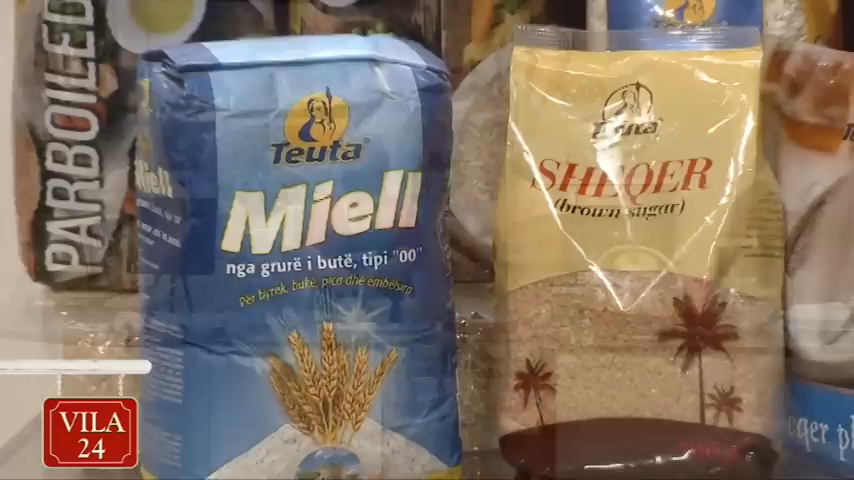 PARBOILED
Teuta
Miell
nga grurë i butë, tipi "00"
Për byrek, bukë, pica dhe ëmbëlsira
Teuta
SHEQER
(brown sugar)
VILA
24